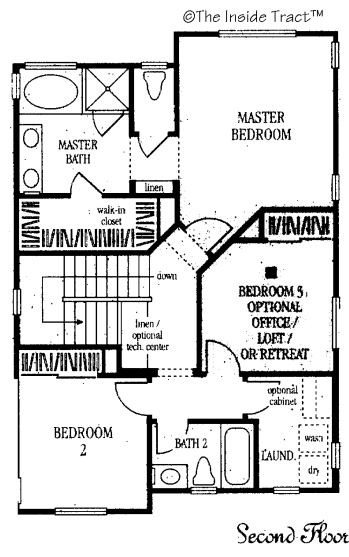 ©The Inside Tract™
MASTER
BEDROOM
MASTER
BATH
linen
walk-in
closet
down
linen /
optional
tech. center
BEDROOM 3
OPTIONAL
OFFICE /
LOFT /
OR RETREAT
optional
cabinet
BEDROOM
2
BATH 2
LAUND.
wash
dry
Second Floor